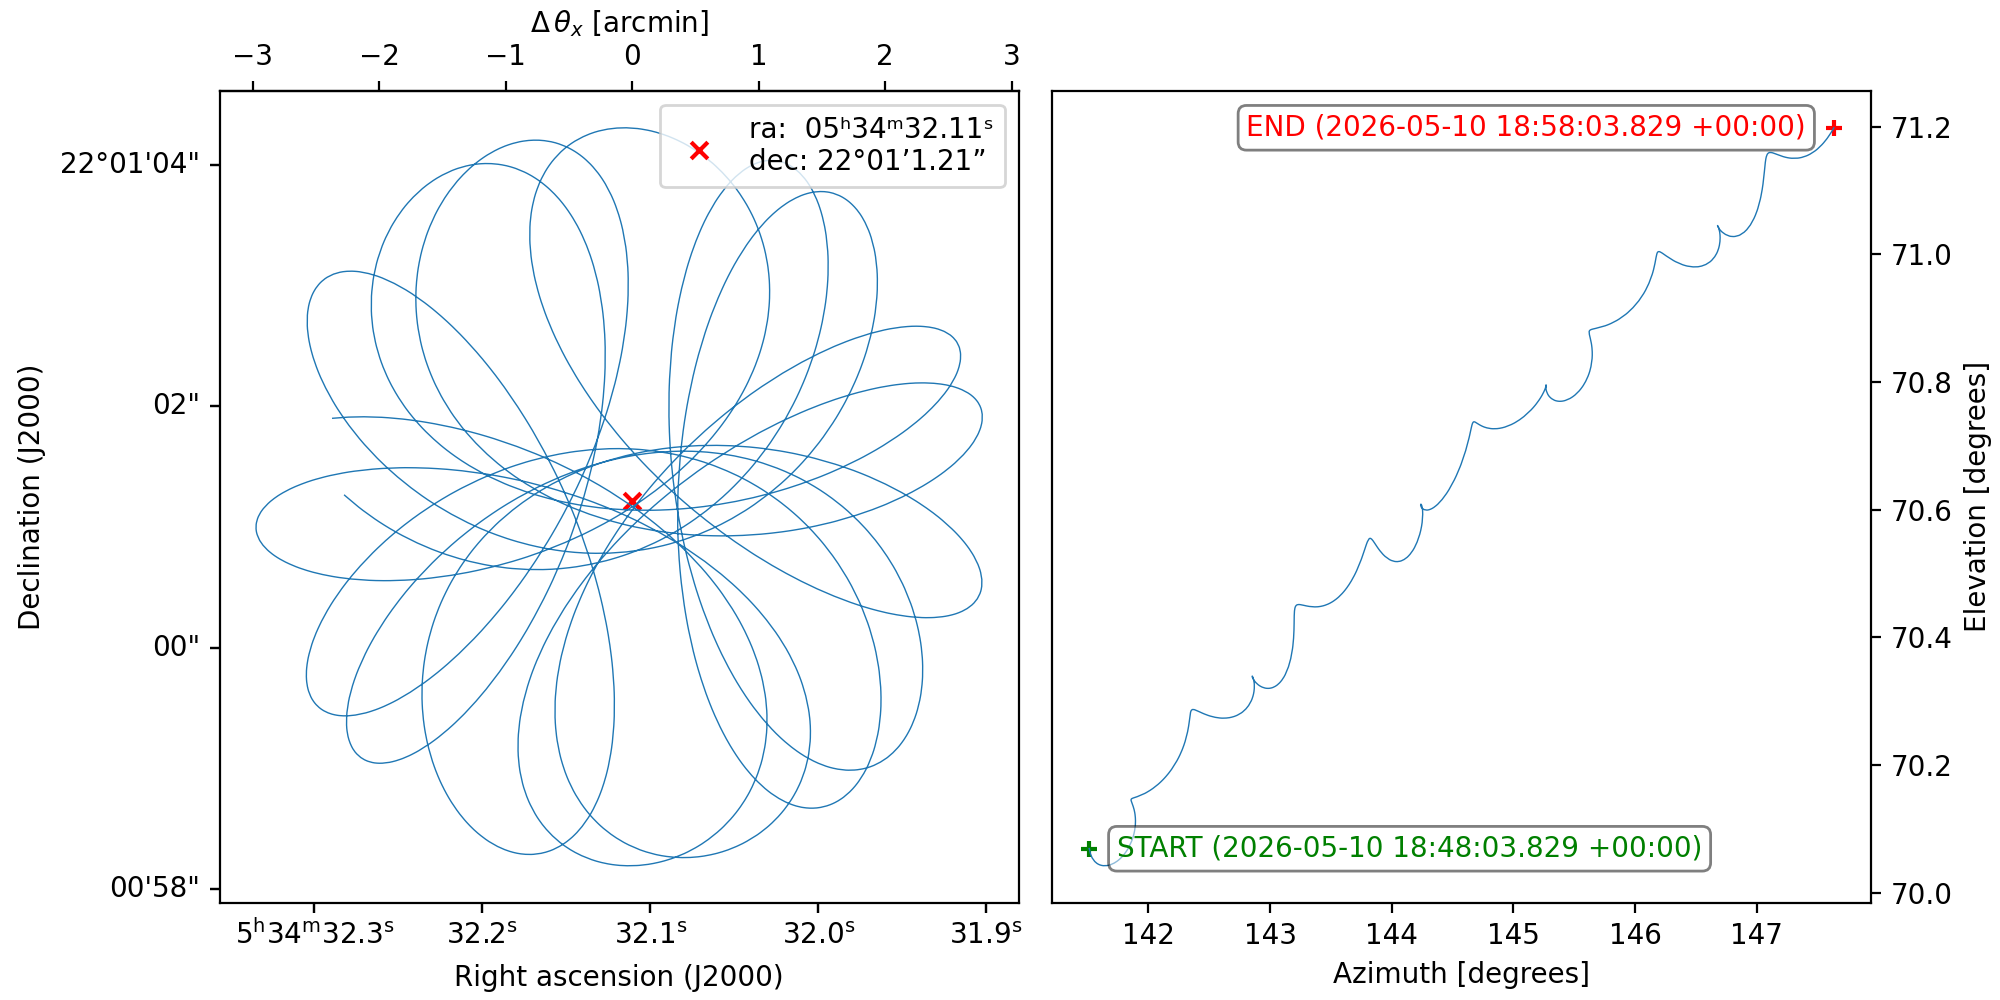 Δ θx [arcmin]
−3 −2 −1 0 1 2 3
ra:  05ʰ34ᵐ32.11ˢ
dec: 22°01’1.21”
22°01'04"
02"
00"
00'58"
Declination (J2000)
5ʰ34ᵐ32.3ˢ 32.2ˢ 32.1ˢ 32.0ˢ 31.9ˢ
Right ascension (J2000)
END (2026-05-10 18:58:03.829 +00:00)
START (2026-05-10 18:48:03.829 +00:00)
71.2
71.0
70.8
70.6
70.4
70.2
70.0
Elevation [degrees]
142 143 144 145 146 147
Azimuth [degrees]